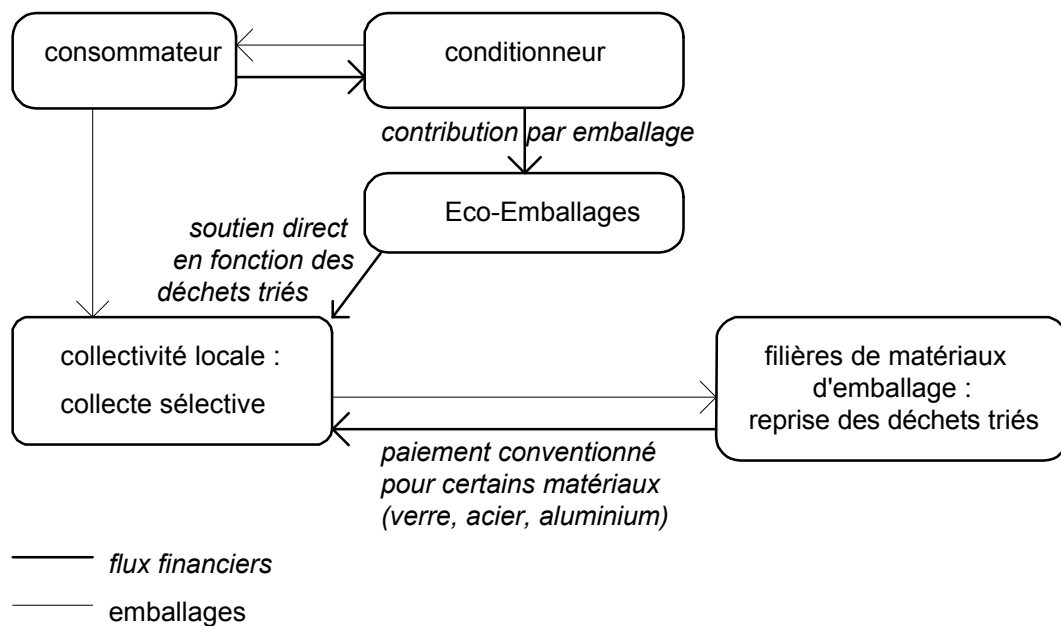 consommateur
conditionneur
contribution par emballage
Eco-Emballages
soutien direct
en fonction des
déchets triés
collectivité locale :
collecte sélective
filières de matériaux
d'emballage :
reprise des déchets triés
paiement conventionné
pour certains matériaux
(verre, acier, aluminium)
flux financiers
emballages